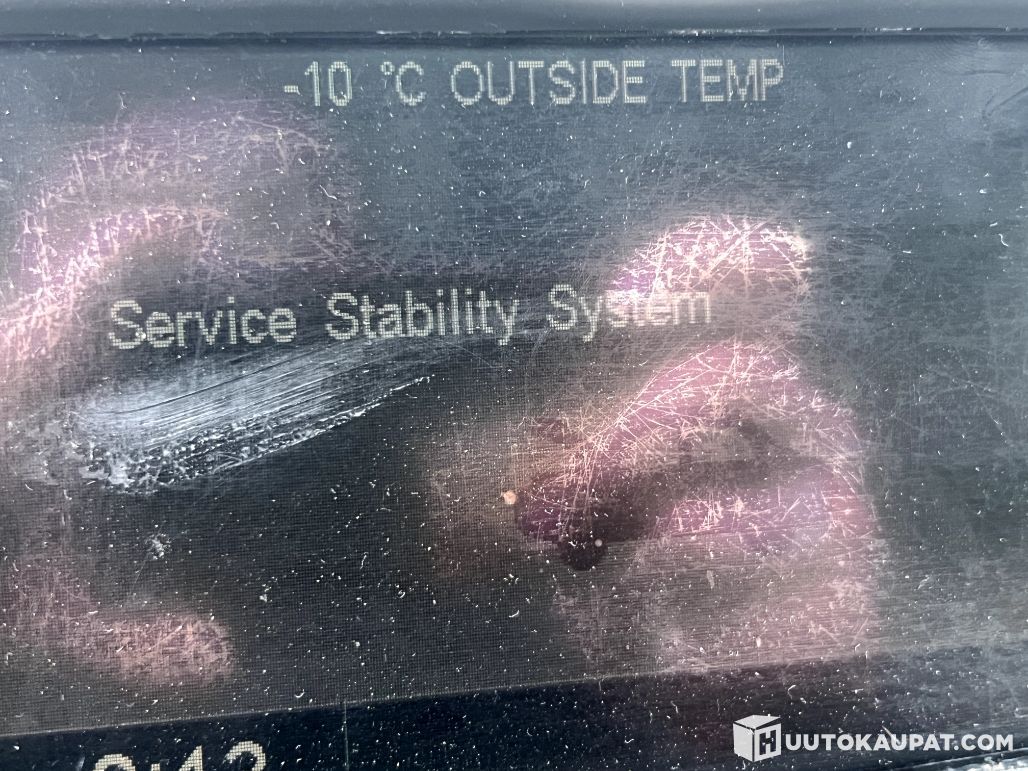 -10 °C OUTSIDE TEMP
Service Stability System
HUUTOKAUPAT.COM